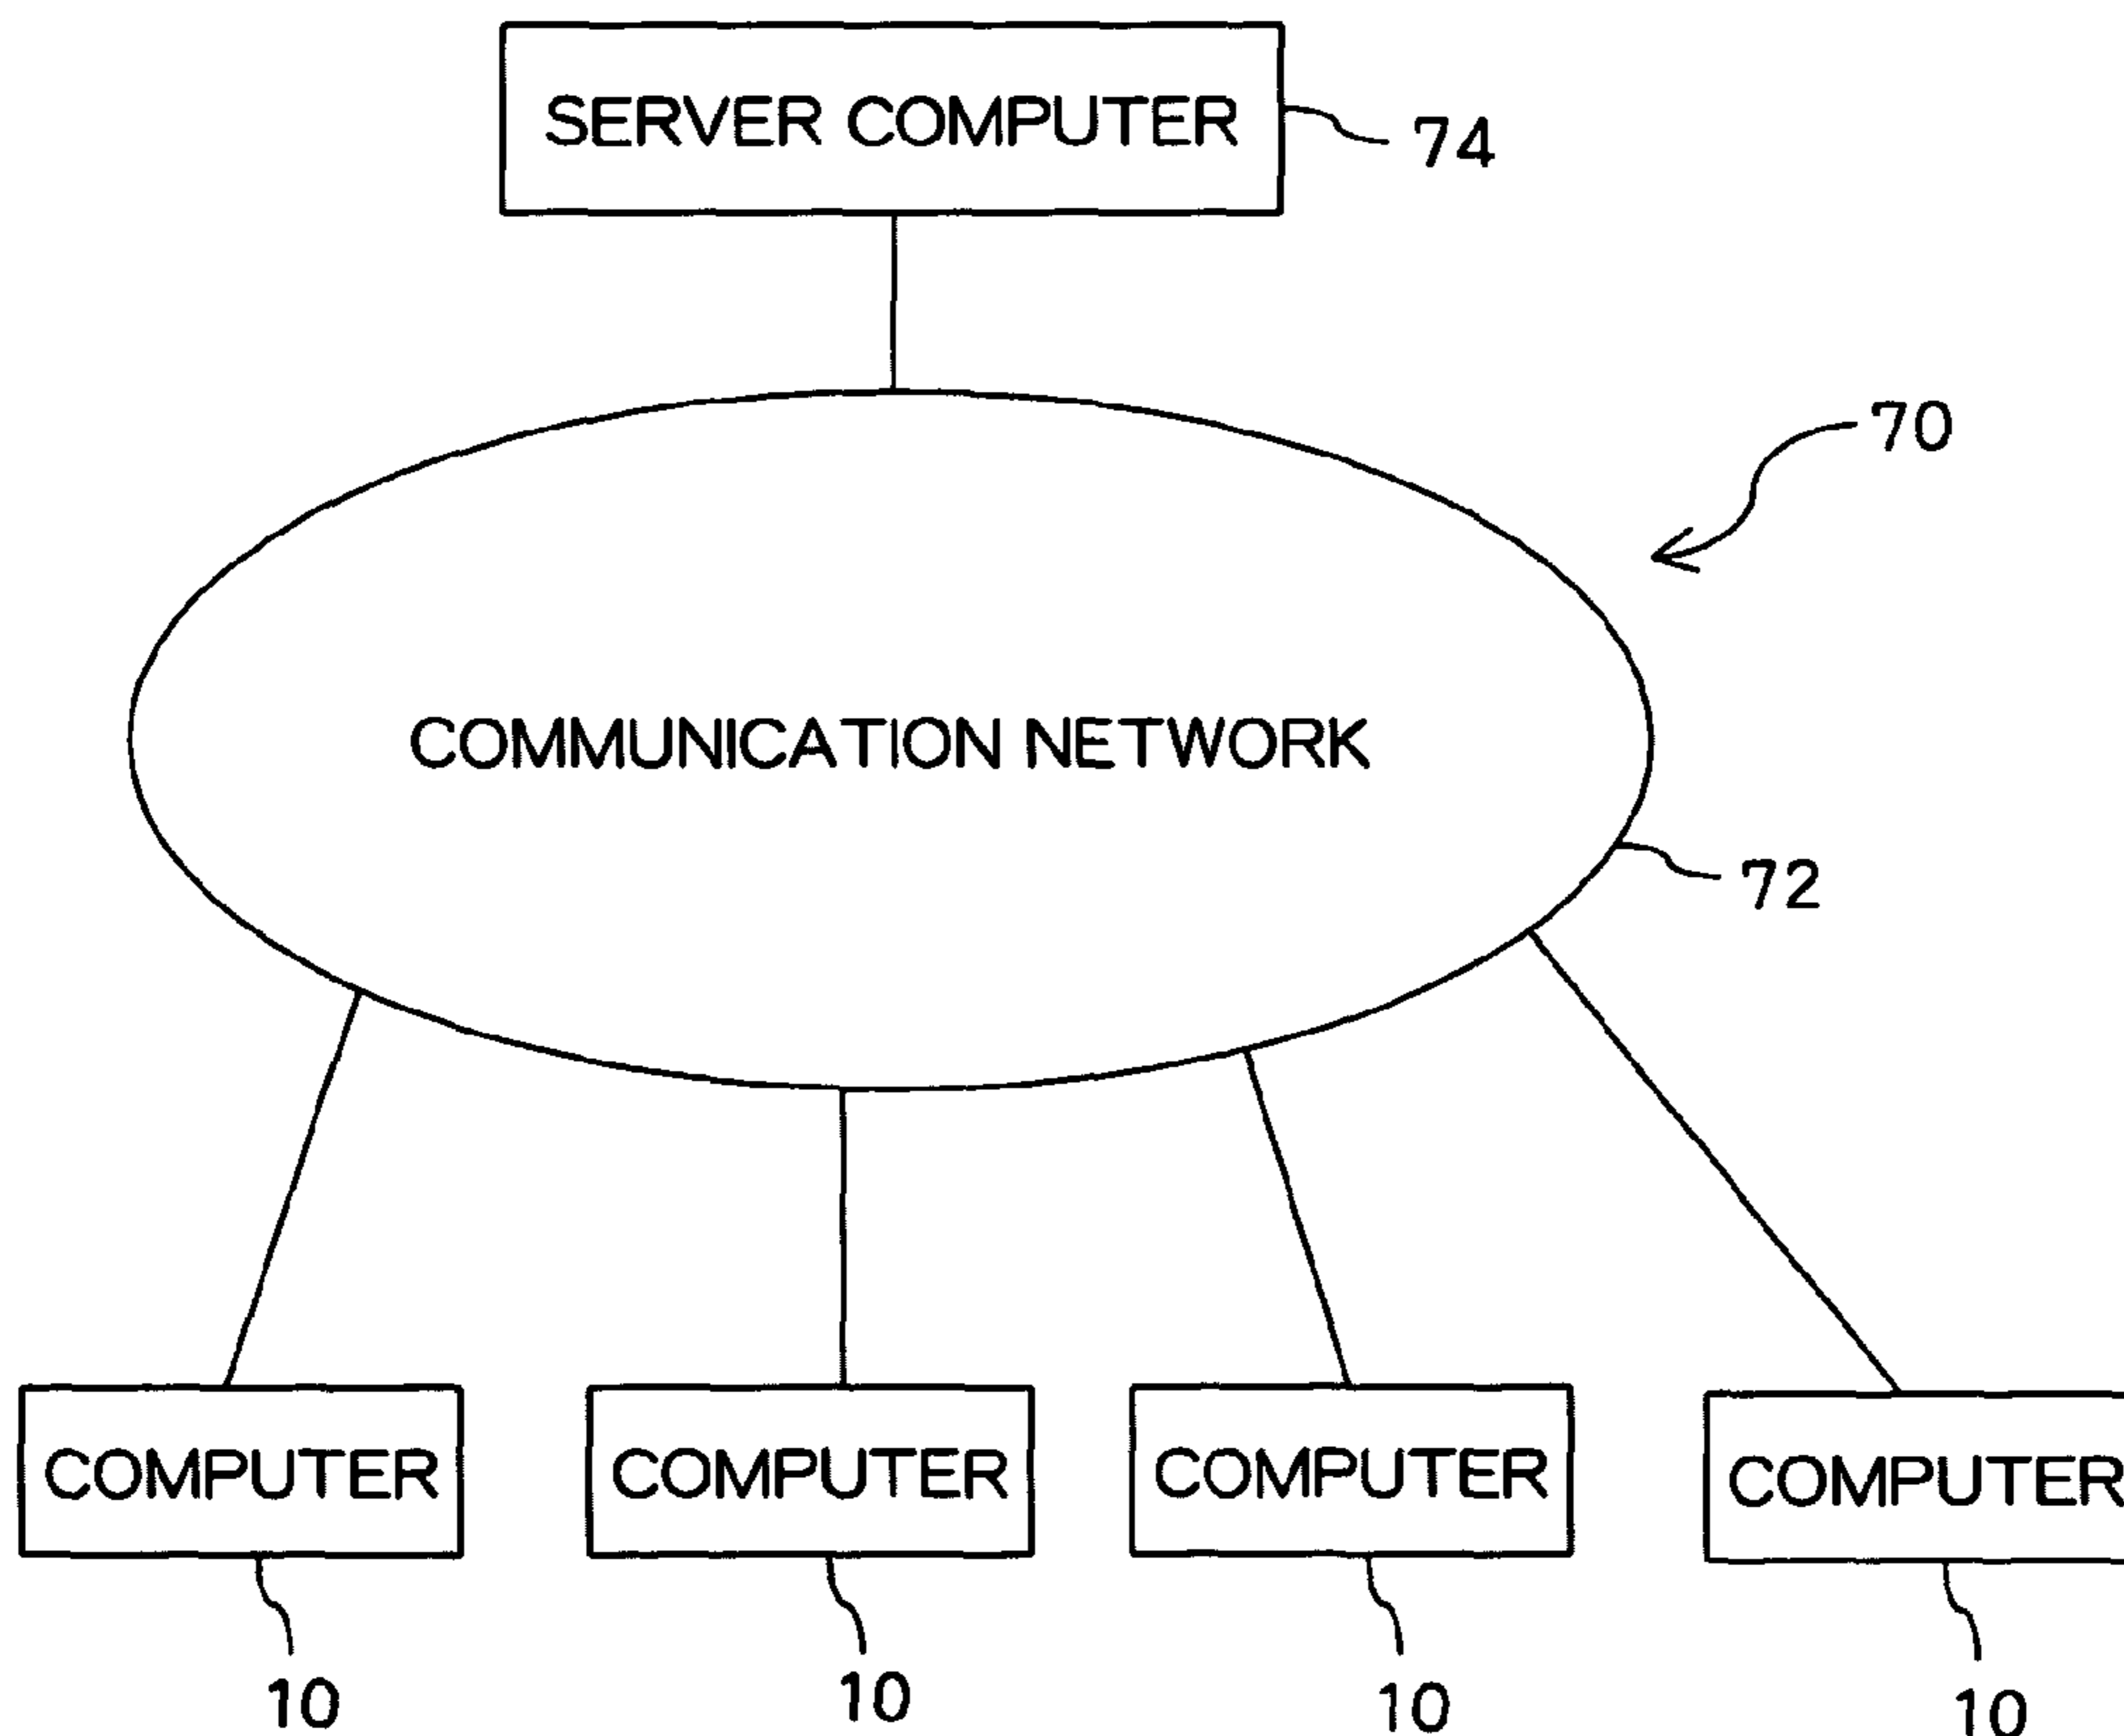 SERVER COMPUTER
74
70
COMMUNICATION NETWORK
72
COMPUTER COMPUTER COMPUTER COMPUTER
10 10 10 10